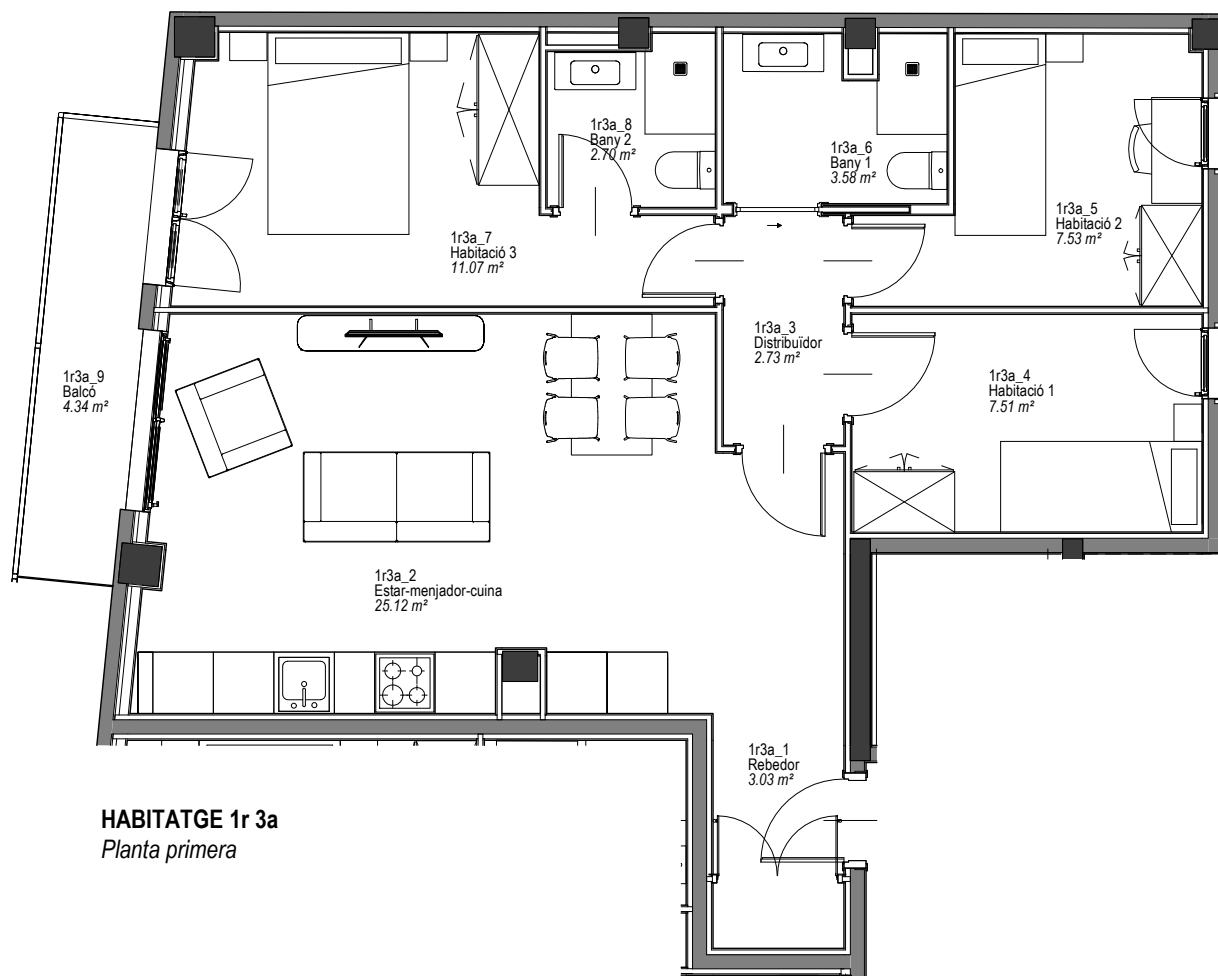 1r3a_8
Bany 2
2.70 m²
1r3a_6
Bany 1
3.58 m²
1r3a_5
Habitació 2
7.53 m²
1r3a_7
Habitació 3
11.07 m²
1r3a_3
Distribuïdor
2.73 m²
1r3a_9
Balcó
4.34 m²
1r3a_4
Habitació 1
7.51 m²
1r3a_2
Estar-menjador-cuina
25.12 m²
1r3a_1
Rebedor
3.03 m²
HABITATGE 1r 3a
Planta primera